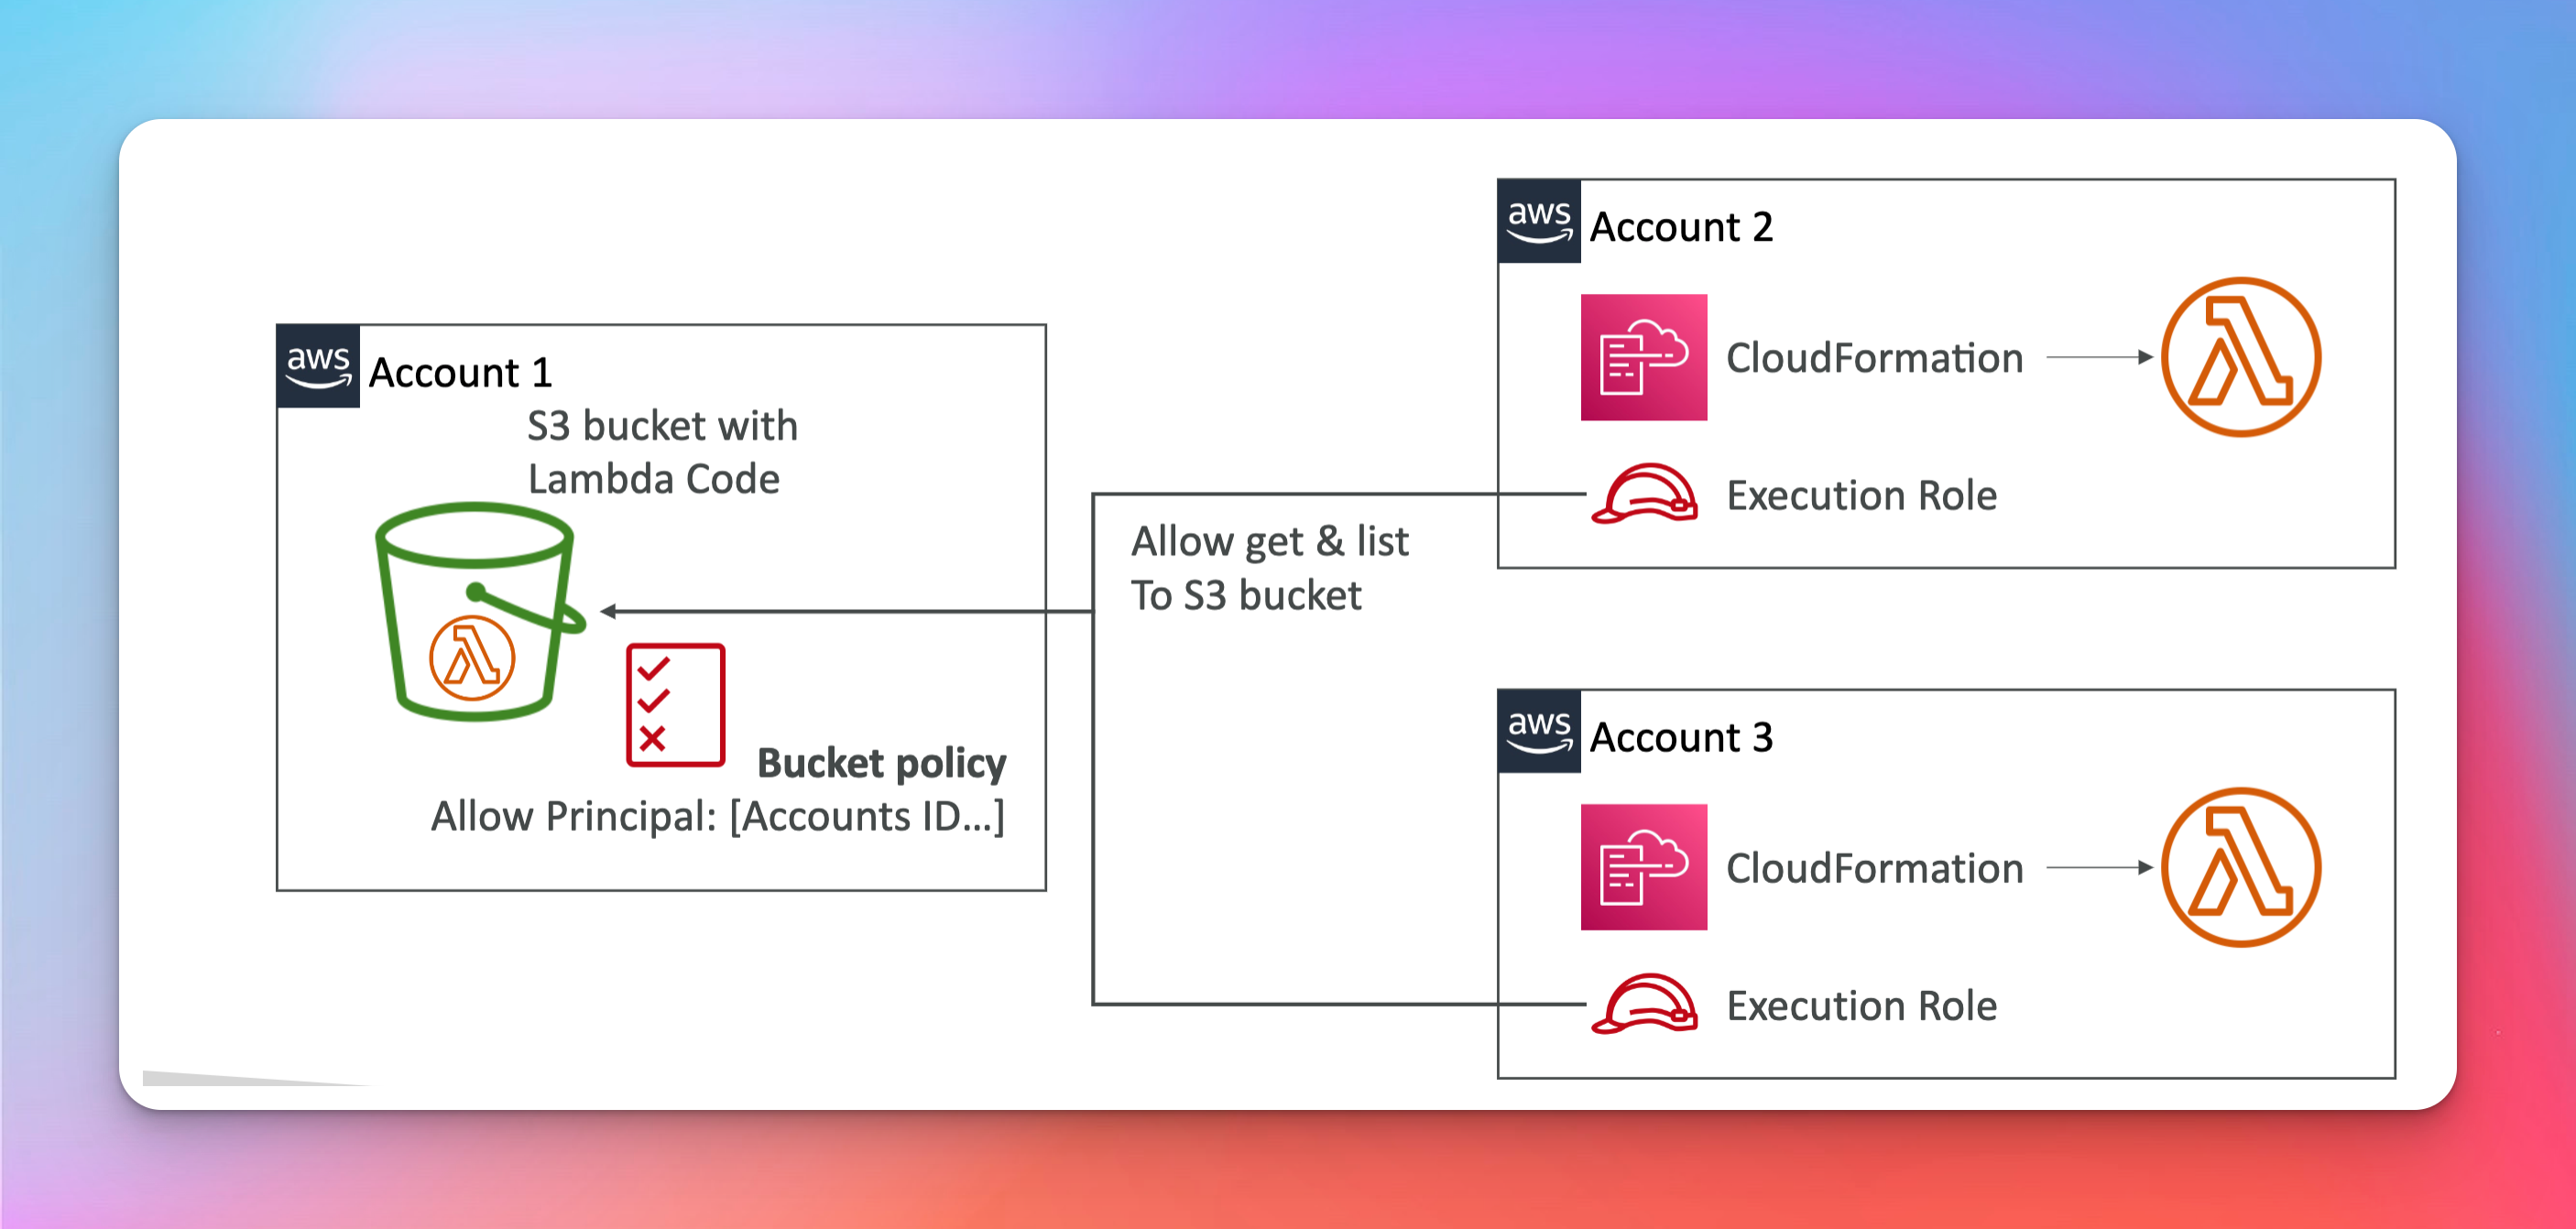 aws
Account 1
S3 bucket with
Lambda Code
Bucket policy
Allow Principal: [Accounts ID...]
Allow get & list
To S3 bucket
aws
Account 2
CloudFormation
Execution Role
aws
Account 3
CloudFormation
Execution Role